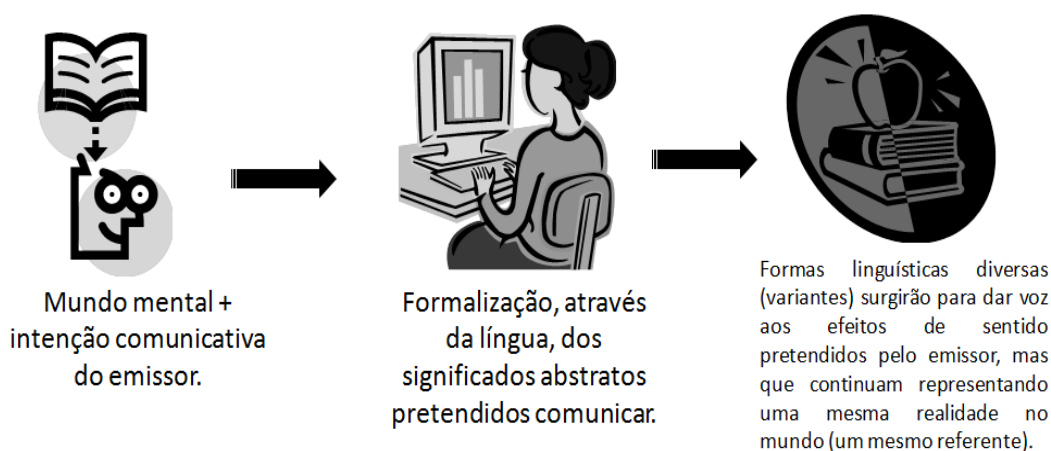 Mundo mental +
intenção comunicativa
do emissor.
Formalização, através
da língua, dos
significados abstratos
pretendidos comunicar.
Formas linguísticas diversas
(variantes) surgirão para dar voz
aos efeitos de sentido
pretendidos pelo emissor, mas
que continuam representando
uma mesma realidade no
mundo (um mesmo referente).